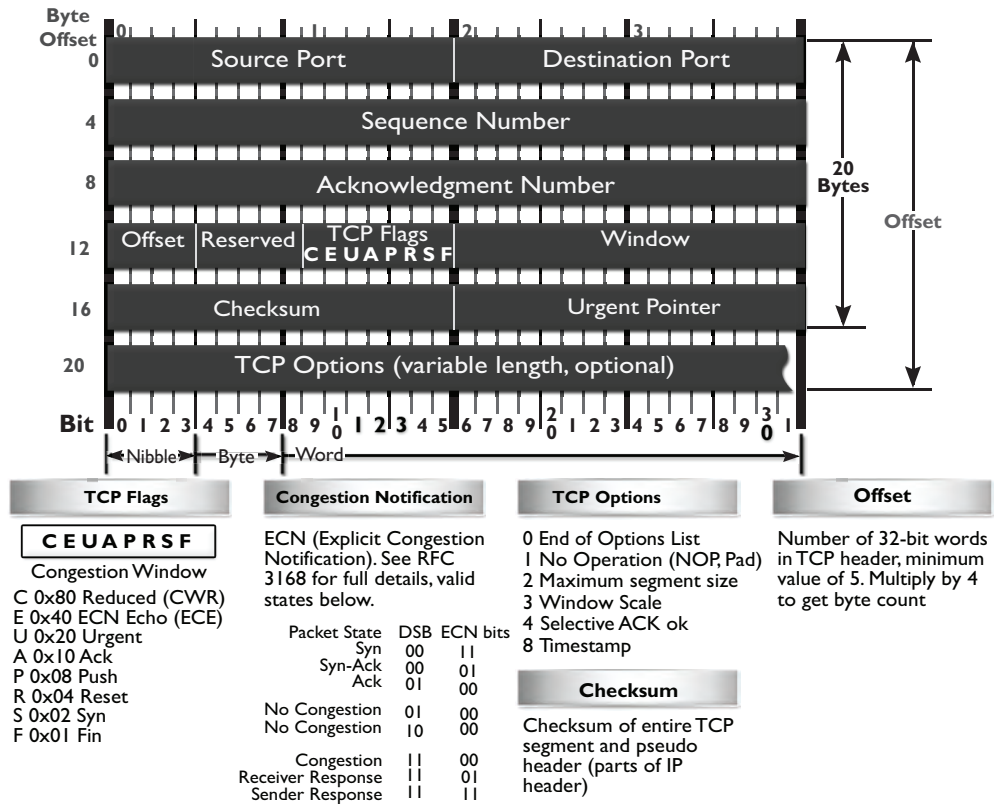 Byte
Offset
0 1 2 3
0 Source Port Destination Port
4 Sequence Number
8 Acknowledgment Number
20
Bytes
Offset
12 Offset Reserved TCP Flags Window
C E U A P R S F
16 Checksum Urgent Pointer
20 TCP Options (variable length, optional)
Bit 0 1 2 3 4 5 6 7 8 9 1 0 1 2 3 4 5 6 7 8 9 2 0 1 2 3 4 5 6 7 8 9 3 0 1
Nibble Byte Word
TCP Flags
C E U A P R S F
Congestion Window
C 0x80 Reduced (CWR)
E 0x40 ECN Echo (ECE)
U 0x20 Urgent
A 0x10 Ack
P 0x08 Push
R 0x04 Reset
S 0x02 Syn
F 0x01 Fin
Congestion Notification
ECN (Explicit Congestion
Notification). See RFC
3168 for full details, valid
states below.
Packet State DSB ECN bits
Syn 00 11
Syn-Ack 00 01
Ack 01 00
No Congestion 01 00
No Congestion 10 00
Congestion 11 00
Receiver Response 11 01
Sender Response 11 11
TCP Options
0 End of Options List
1 No Operation (NOP, Pad)
2 Maximum segment size
3 Window Scale
4 Selective ACK ok
8 Timestamp
Checksum
Checksum of entire TCP
segment and pseudo
header (parts of IP
header)
Offset
Number of 32-bit words
in TCP header, minimum
value of 5. Multiply by 4
to get byte count